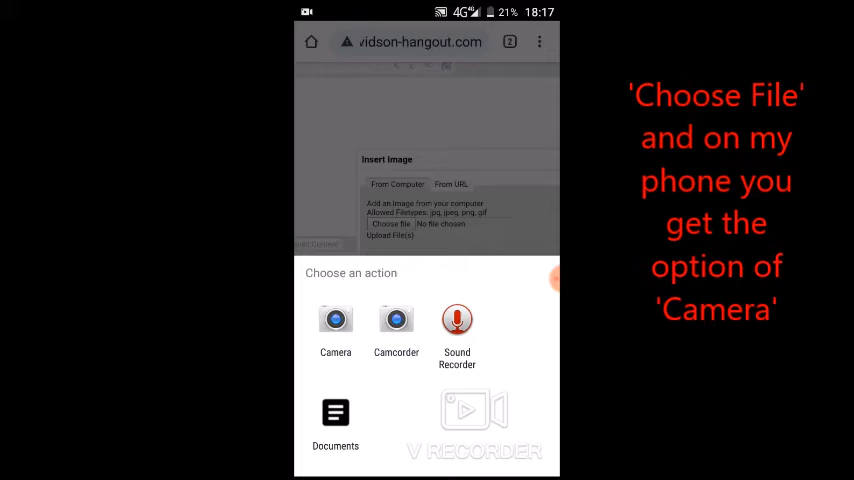 4G 4G 21% 18:17
vidson-hangout.com 2
Insert Image
From Computer From URL
Add an Image from your computer
Allowed Filetypes: jpg, jpeg, png, gif
Choose file No file chosen
Upload File(s)
Choose an action
Camera Camcorder Sound
Recorder
Documents
V RECORDER
'Choose File'
and on my
phone you
get the
option of
'Camera'